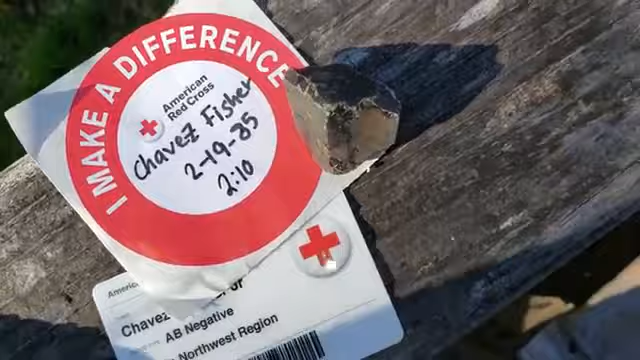 I MAKE A DIFFERENCE
American
Red Cross
Chavez Fisher
2-19-85
2:10
Chavez
AB Negative
Northwest Region